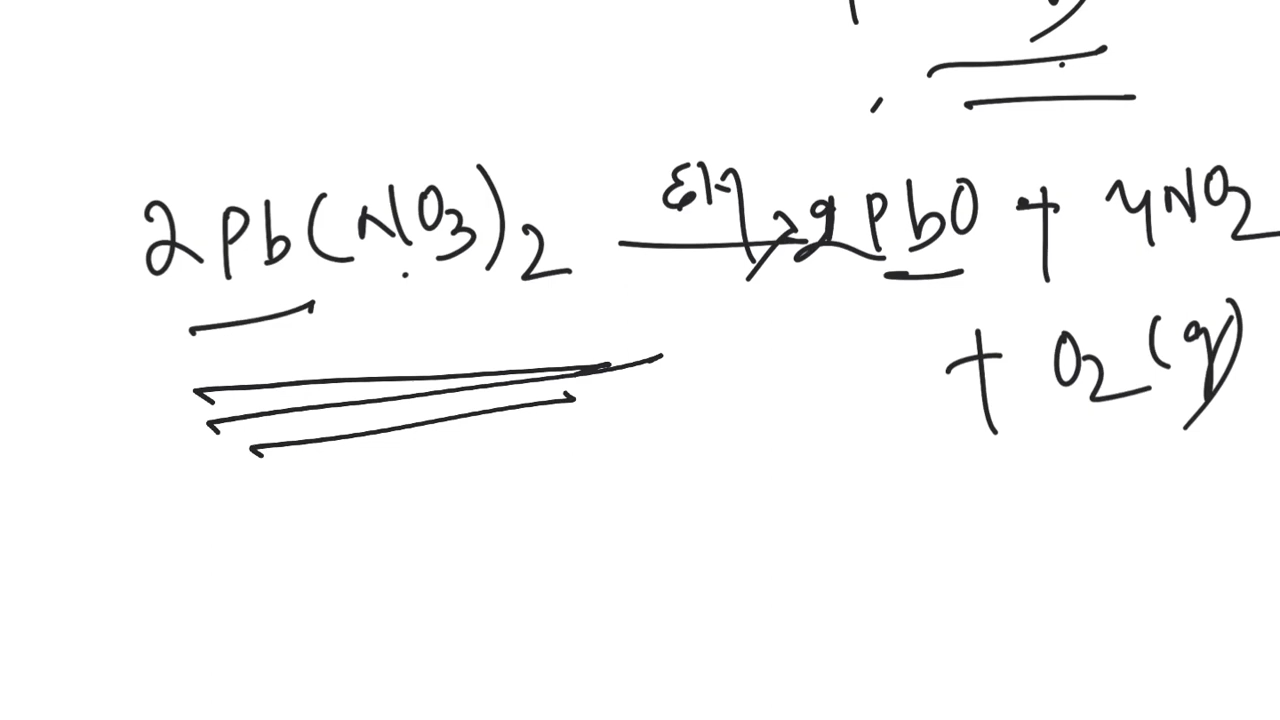 2Pb(NO3)2 → 2PbO + 4NO2
+ O2(g)